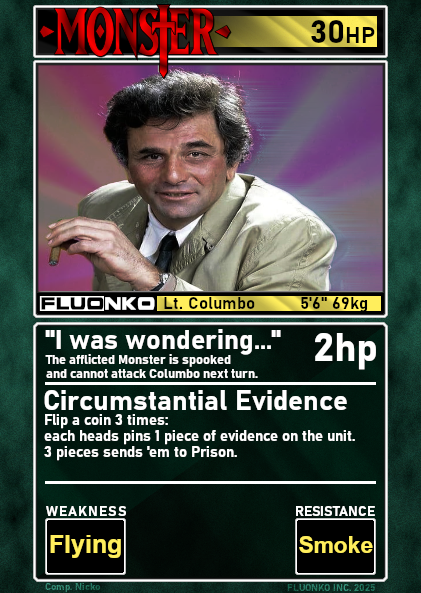 MONSTER
30HP
FLUONKO Lt. Columbo 5'6" 69kg
"I was wondering..." 2hp
The afflicted Monster is spooked
and cannot attack Columbo next turn.
Circumstantial Evidence
Flip a coin 3 times:
each heads pins 1 piece of evidence on the unit.
3 pieces sends 'em to Prison.
WEAKNESS RESISTANCE
Flying Smoke
Comp. Nicko FLUONKO INC. 2025